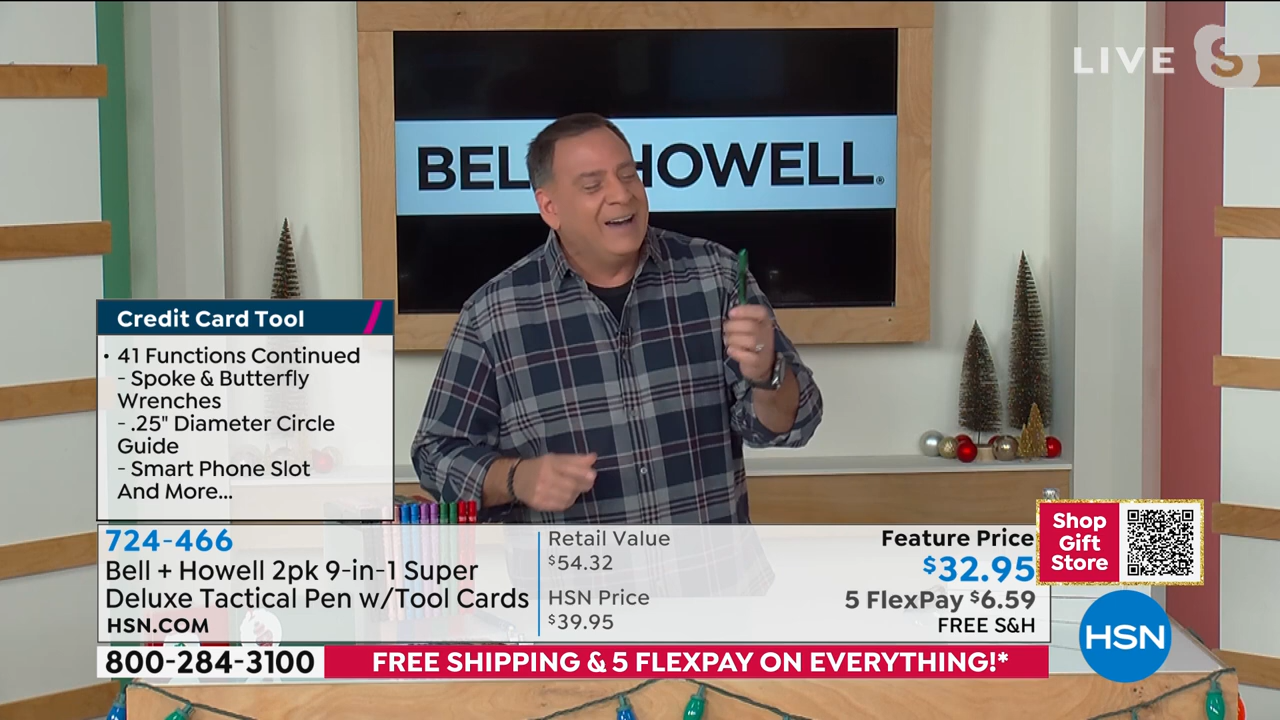 LIVE S
BEL HOWELL®
Credit Card Tool
• 41 Functions Continued
- Spoke & Butterfly
Wrenches
- .25" Diameter Circle
Guide
- Smart Phone Slot
And More...
724-466
Bell + Howell 2pk 9-in-1 Super
Deluxe Tactical Pen w/Tool Cards
HSN.COM
Retail Value
$54.32
HSN Price
$39.95
Feature Price
$32.95
5 FlexPay $6.59
FREE S&H
Shop
Gift
Store
HSN
800-284-3100
FREE SHIPPING & 5 FLEXPAY ON EVERYTHING!*